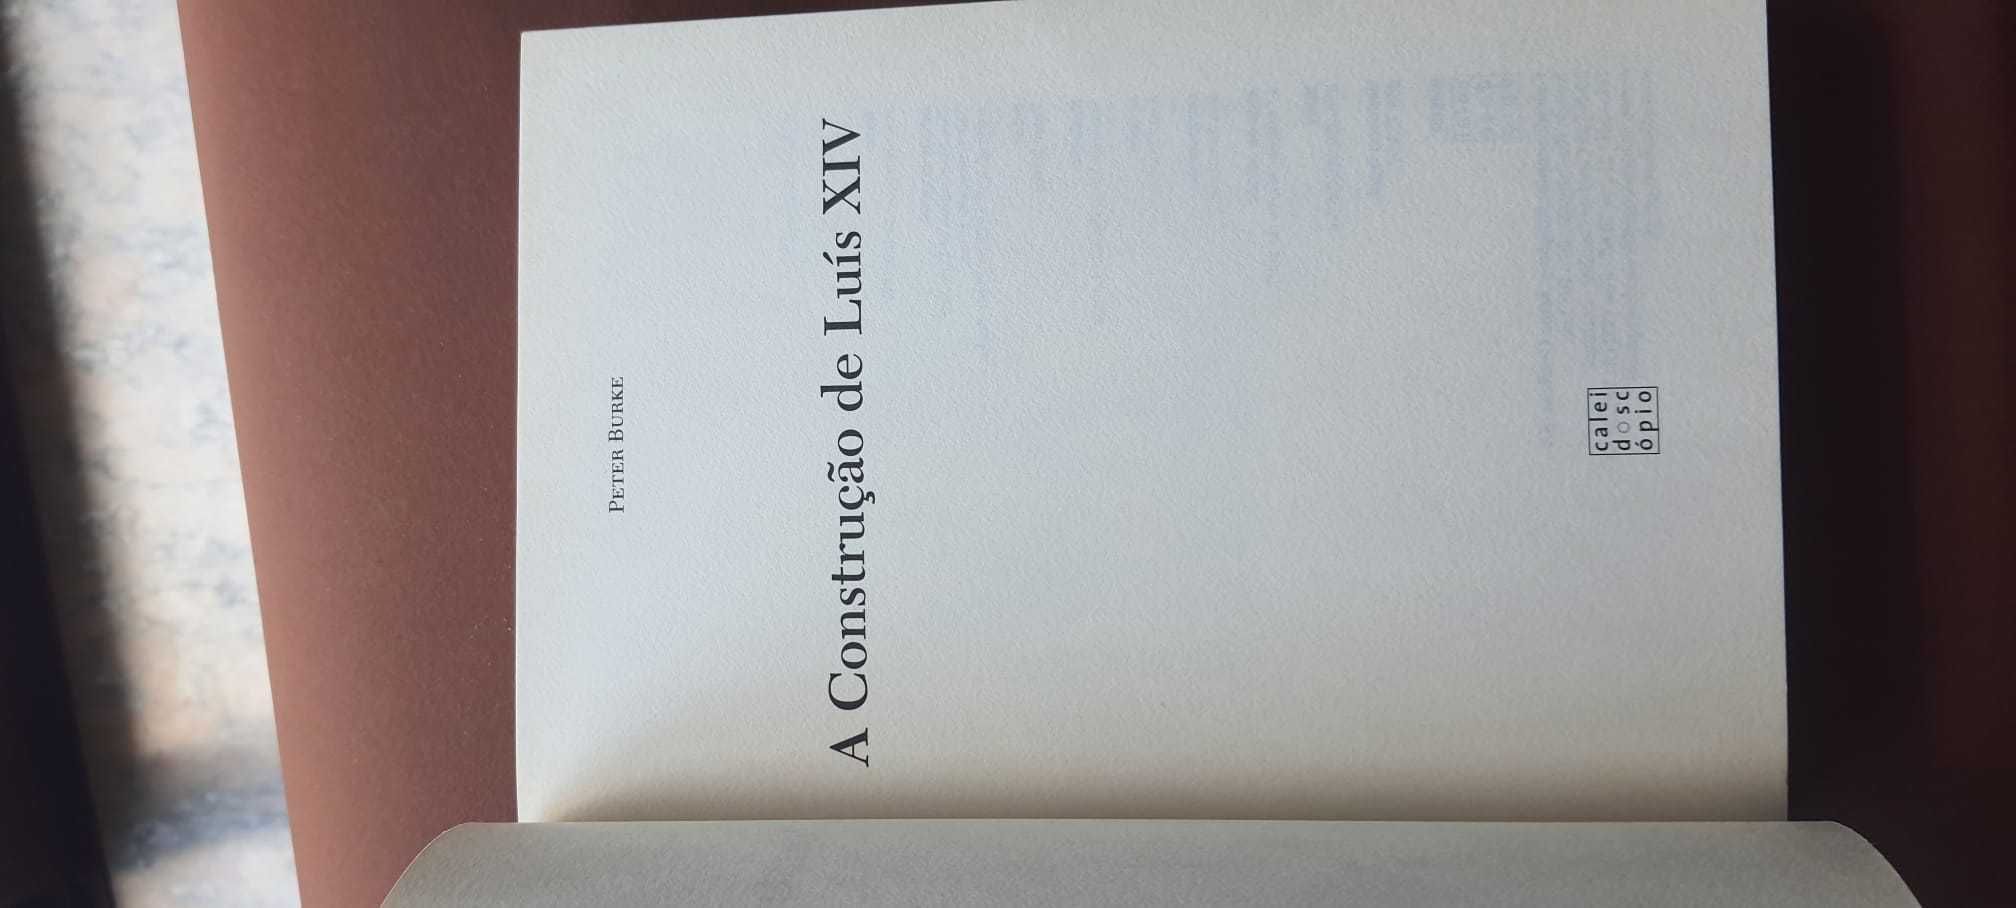 PETER BURKE
A Construção de Luís XIV
calei
dosc
ópio